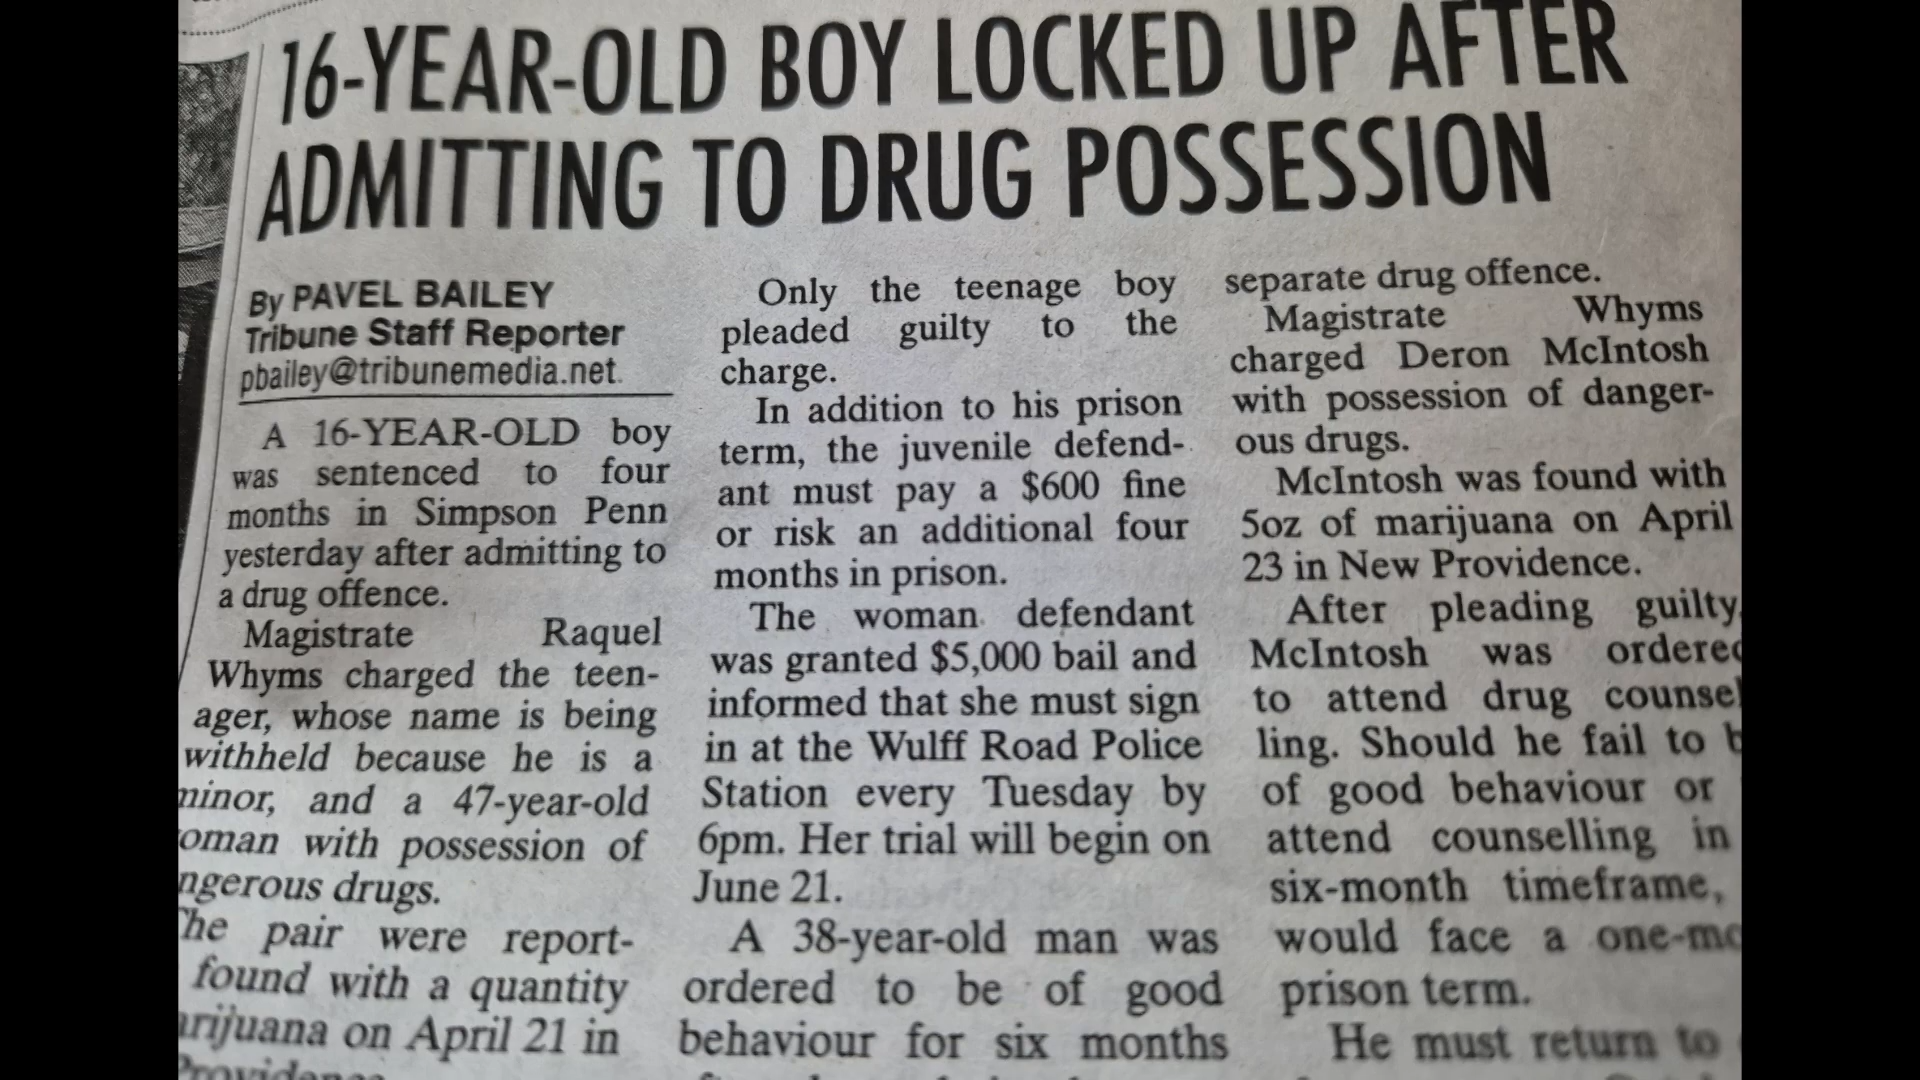 16-YEAR-OLD BOY LOCKED UP AFTER
ADMITTING TO DRUG POSSESSION
By PAVEL BAILEY
Tribune Staff Reporter
pbailey@tribunemedia.net
A 16-YEAR-OLD boy
was sentenced to four
months in Simpson Penn
yesterday after admitting to
a drug offence.
Magistrate Raquel
Whyms charged the teen-
ager, whose name is being
withheld because he is a
minor, and a 47-year-old
oman with possession of
ngerous drugs.
The pair were report-
found with a quantity
arijuana on April 21 in
Providence
Only the teenage boy
pleaded guilty to the
charge.
In addition to his prison
term, the juvenile defend-
ant must pay a $600 fine
or risk an additional four
months in prison.
The woman defendant
was granted $5,000 bail and
informed that she must sign
in at the Wulff Road Police
Station every Tuesday by
6pm. Her trial will begin on
June 21.
A 38-year-old man was
ordered to be of good
behaviour for six months
separate drug offence.
Magistrate Whyms
charged Deron McIntosh
with possession of danger-
ous drugs.
McIntosh was found with
5oz of marijuana on April
23 in New Providence.
After pleading guilty,
McIntosh was ordered
to attend drug counsel
ling. Should he fail to b
of good behaviour or
attend counselling in
six-month timeframe,
would face a one-mo
prison term.
He must return to